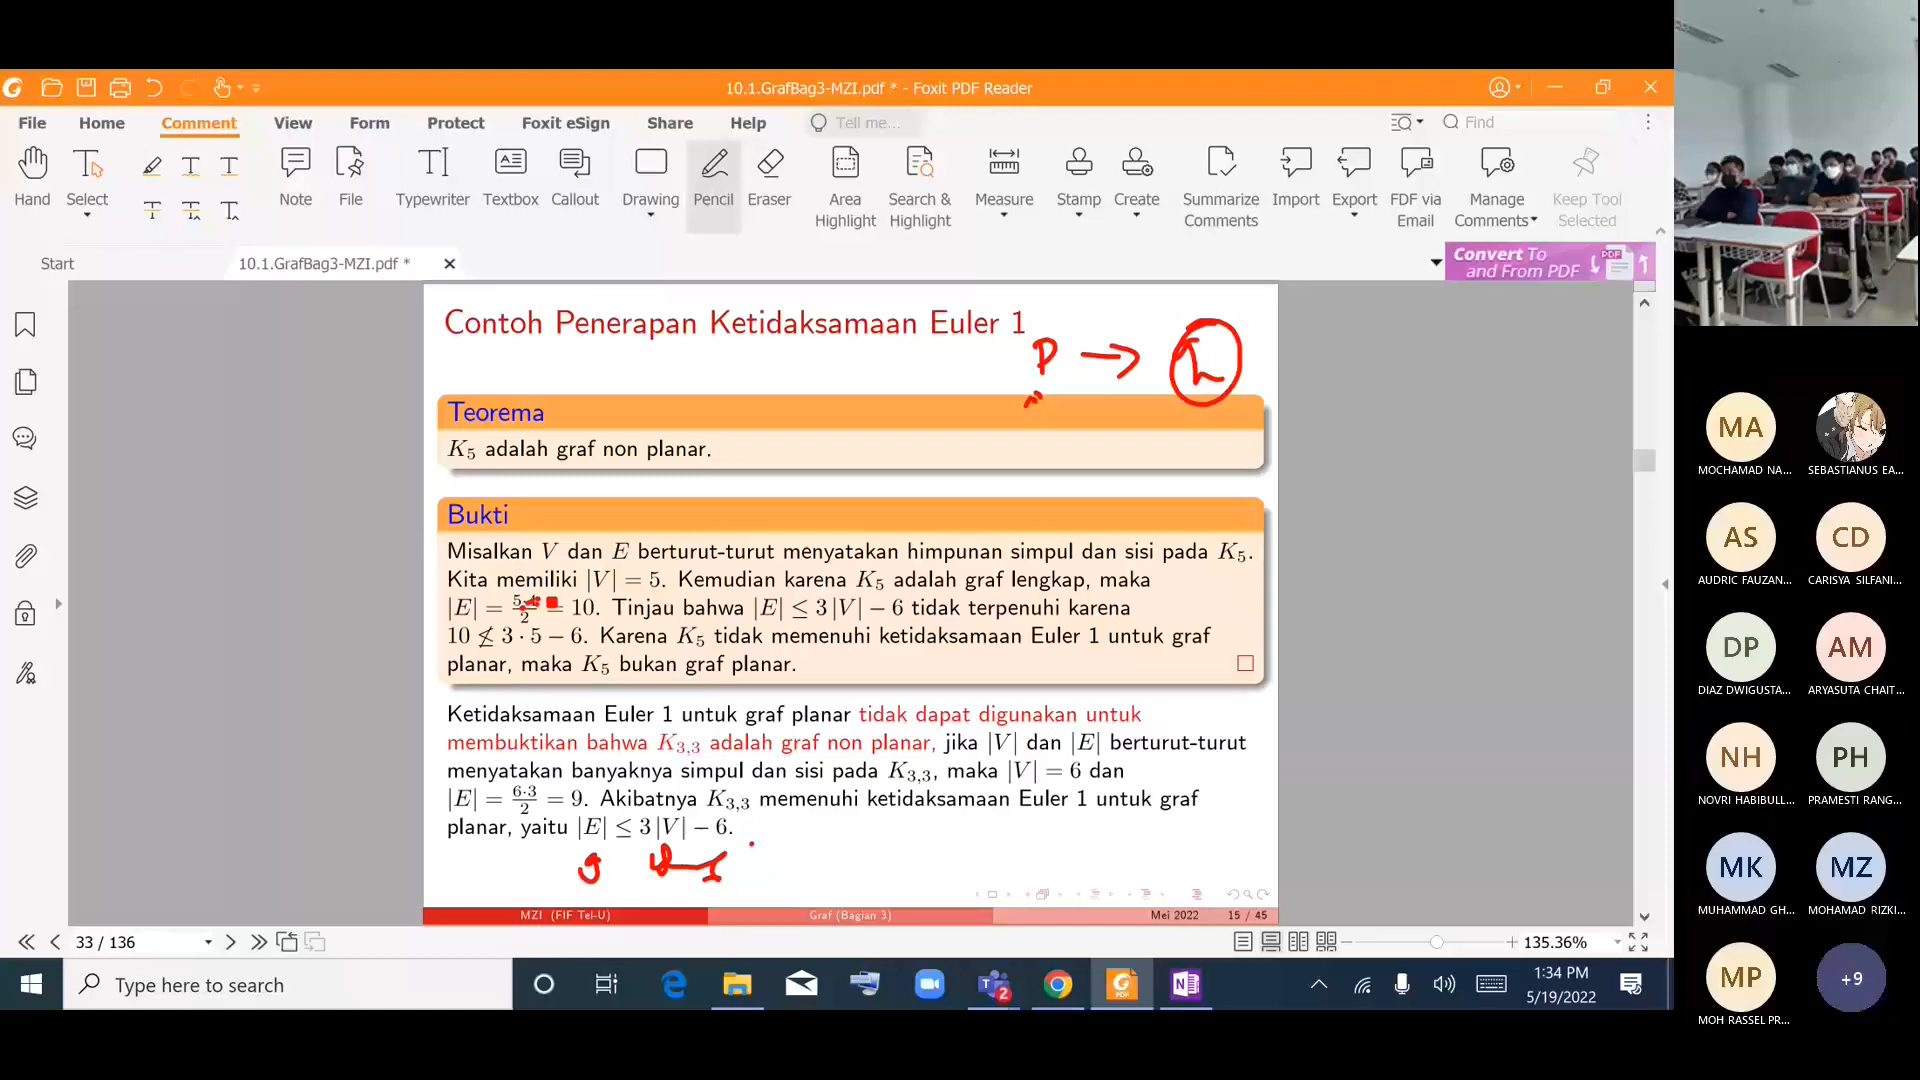 10.1.GrafBag3-MZI.pdf * - Foxit PDF Reader
File Home Comment View Form Protect Foxit eSign Share Help Tell me... Find
Hand Select Note File Typewriter Textbox Callout Drawing Pencil Eraser Area Highlight Search & Highlight Measure Stamp Create Summarize Comments Import Export FDF via Email Manage Comments Keep Tool Selected
Start 10.1.GrafBag3-MZI.pdf *
Convert To and From PDF
PDF
Contoh Penerapan Ketidaksamaan Euler 1
P →
Teorema
K₅ adalah graf non planar.
Bukti
Misalkan V dan E berturut-turut menyatakan himpunan simpul dan sisi pada K₅.
Kita memiliki |V| = 5. Kemudian karena K₅ adalah graf lengkap, maka
|E| = 5·4/2 = 10. Tinjau bahwa |E| ≤ 3|V| − 6 tidak terpenuhi karena
10 ≰ 3 · 5 − 6. Karena K₅ tidak memenuhi ketidaksamaan Euler 1 untuk graf
planar, maka K₅ bukan graf planar. □
Ketidaksamaan Euler 1 untuk graf planar tidak dapat digunakan untuk
membuktikan bahwa K₃,₃ adalah graf non planar, jika |V| dan |E| berturut-turut
menyatakan banyaknya simpul dan sisi pada K₃,₃, maka |V| = 6 dan
|E| = 6·3/2 = 9. Akibatnya K₃,₃ memenuhi ketidaksamaan Euler 1 untuk graf
planar, yaitu |E| ≤ 3|V| − 6.
9
MZI (FIF Tel-U) Graf (Bagian 3) Mei 2022 15 / 45
33 / 136 135.36%
Type here to search
2
1:34 PM
5/19/2022
MA
MOCHAMAD NA... SEBASTIANUS EA...
AS CD
AUDRIC FAUZAN... CARISYA SILFANI...
DP AM
DIAZ DWIGUSTA... ARYASUTA CHAIT...
NH PH
NOVRI HABIBULL... PRAMESTI RANG...
MK MZ
MUHAMMAD GH... MOHAMAD RIZKI...
MP +9
MOH RASSEL PR...